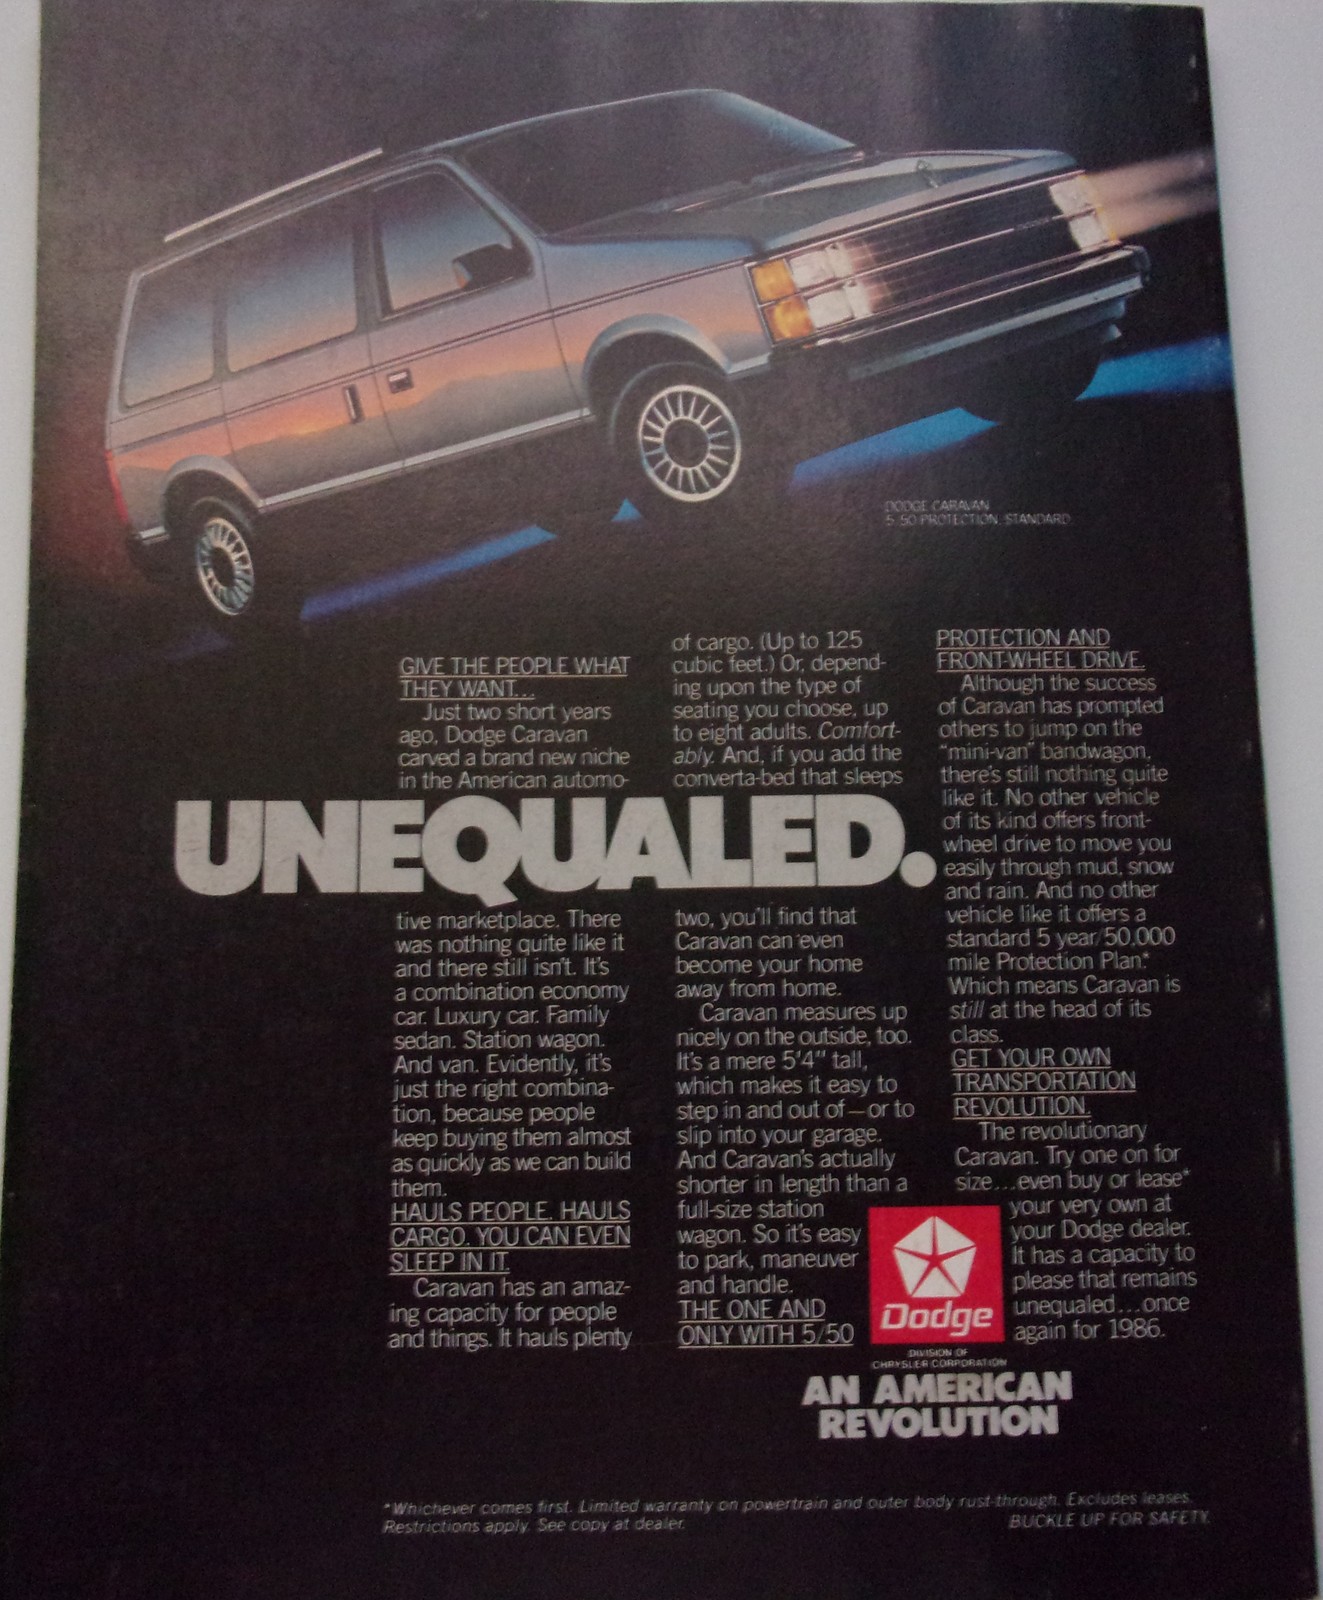 DODGE CARAVAN
5/50 PROTECTION. STANDARD.
GIVE THE PEOPLE WHAT
THEY WANT...
Just two short years
ago, Dodge Caravan
carved a brand new niche
in the American automo-
UNEQUALED.
tive marketplace. There
was nothing quite like it
and there still isn't. It's
a combination economy
car. Luxury car. Family
sedan. Station wagon.
And van. Evidently, it's
just the right combina-
tion, because people
keep buying them almost
as quickly as we can build
them.
HAULS PEOPLE. HAULS
CARGO. YOU CAN EVEN
SLEEP IN IT.
Caravan has an amaz-
ing capacity for people
and things. It hauls plenty
of cargo. (Up to 125
cubic feet.) Or, depend-
ing upon the type of
seating you choose, up
to eight adults. Comfort-
ably. And, if you add the
converta-bed that sleeps
two, you'll find that
Caravan can even
become your home
away from home.
Caravan measures up
nicely on the outside, too.
It's a mere 5'4" tall,
which makes it easy to
step in and out of—or to
slip into your garage.
And Caravan's actually
shorter in length than a
full-size station
wagon. So it's easy
to park, maneuver
and handle.
THE ONE AND
ONLY WITH 5/50
PROTECTION AND
FRONT-WHEEL DRIVE.
Although the success
of Caravan has prompted
others to jump on the
"mini-van" bandwagon,
there's still nothing quite
like it. No other vehicle
of its kind offers front-
wheel drive to move you
easily through mud, snow
and rain. And no other
vehicle like it offers a
standard 5 year/50,000
mile Protection Plan.*
Which means Caravan is
still at the head of its
class.
GET YOUR OWN
TRANSPORTATION
REVOLUTION.
The revolutionary
Caravan. Try one on for
size...even buy or lease*
your very own at
your Dodge dealer.
It has a capacity to
please that remains
unequaled...once
again for 1986.
Dodge
DIVISION OF
CHRYSLER CORPORATION
AN AMERICAN
REVOLUTION
*Whichever comes first. Limited warranty on powertrain and outer body rust-through. Excludes leases.
Restrictions apply. See copy at dealer. BUCKLE UP FOR SAFETY.